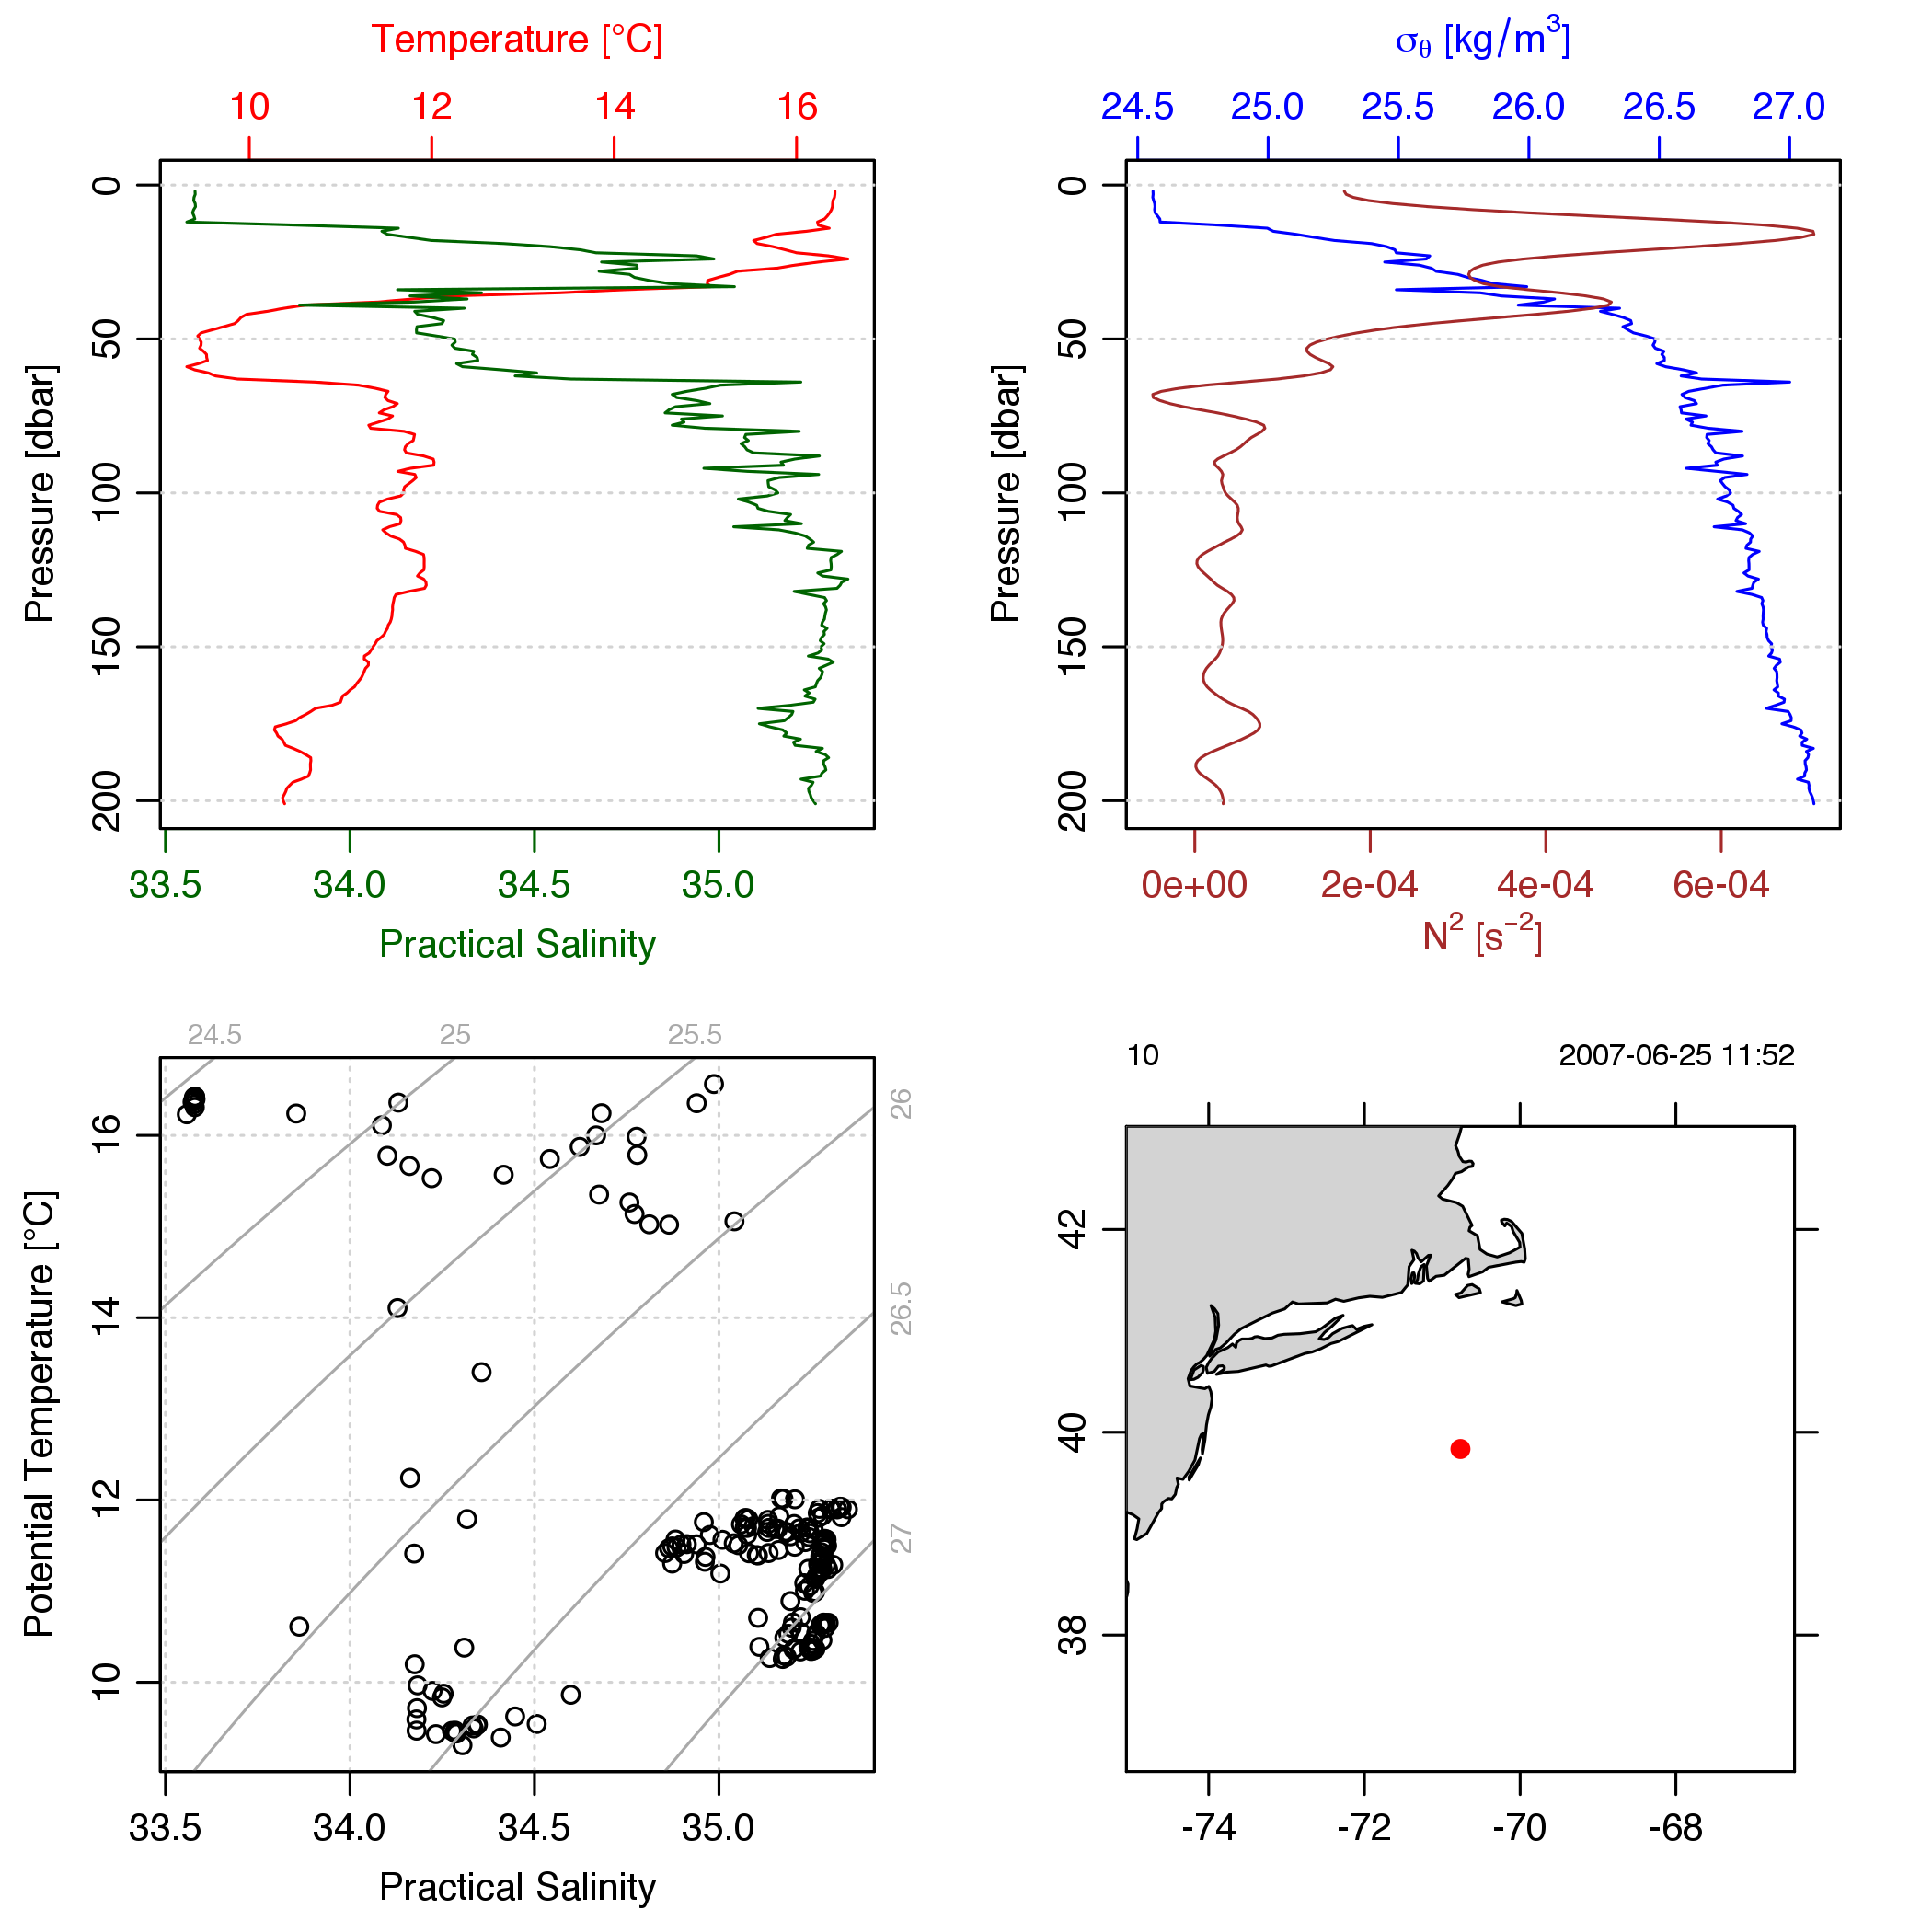 Temperature [°C]
10 12 14 16
0
50
100
150
200
Pressure [dbar]
33.5 34.0 34.5 35.0
Practical Salinity
σθ [kg/m³]
24.5 25.0 25.5 26.0 26.5 27.0
0
50
100
150
200
Pressure [dbar]
0e+00 2e-04 4e-04 6e-04
N² [s⁻²]
24.5 25 25.5
26
26.5
27
16
14
12
10
Potential Temperature [°C]
33.5 34.0 34.5 35.0
Practical Salinity
10 2007-06-25 11:52
42
40
38
-74 -72 -70 -68